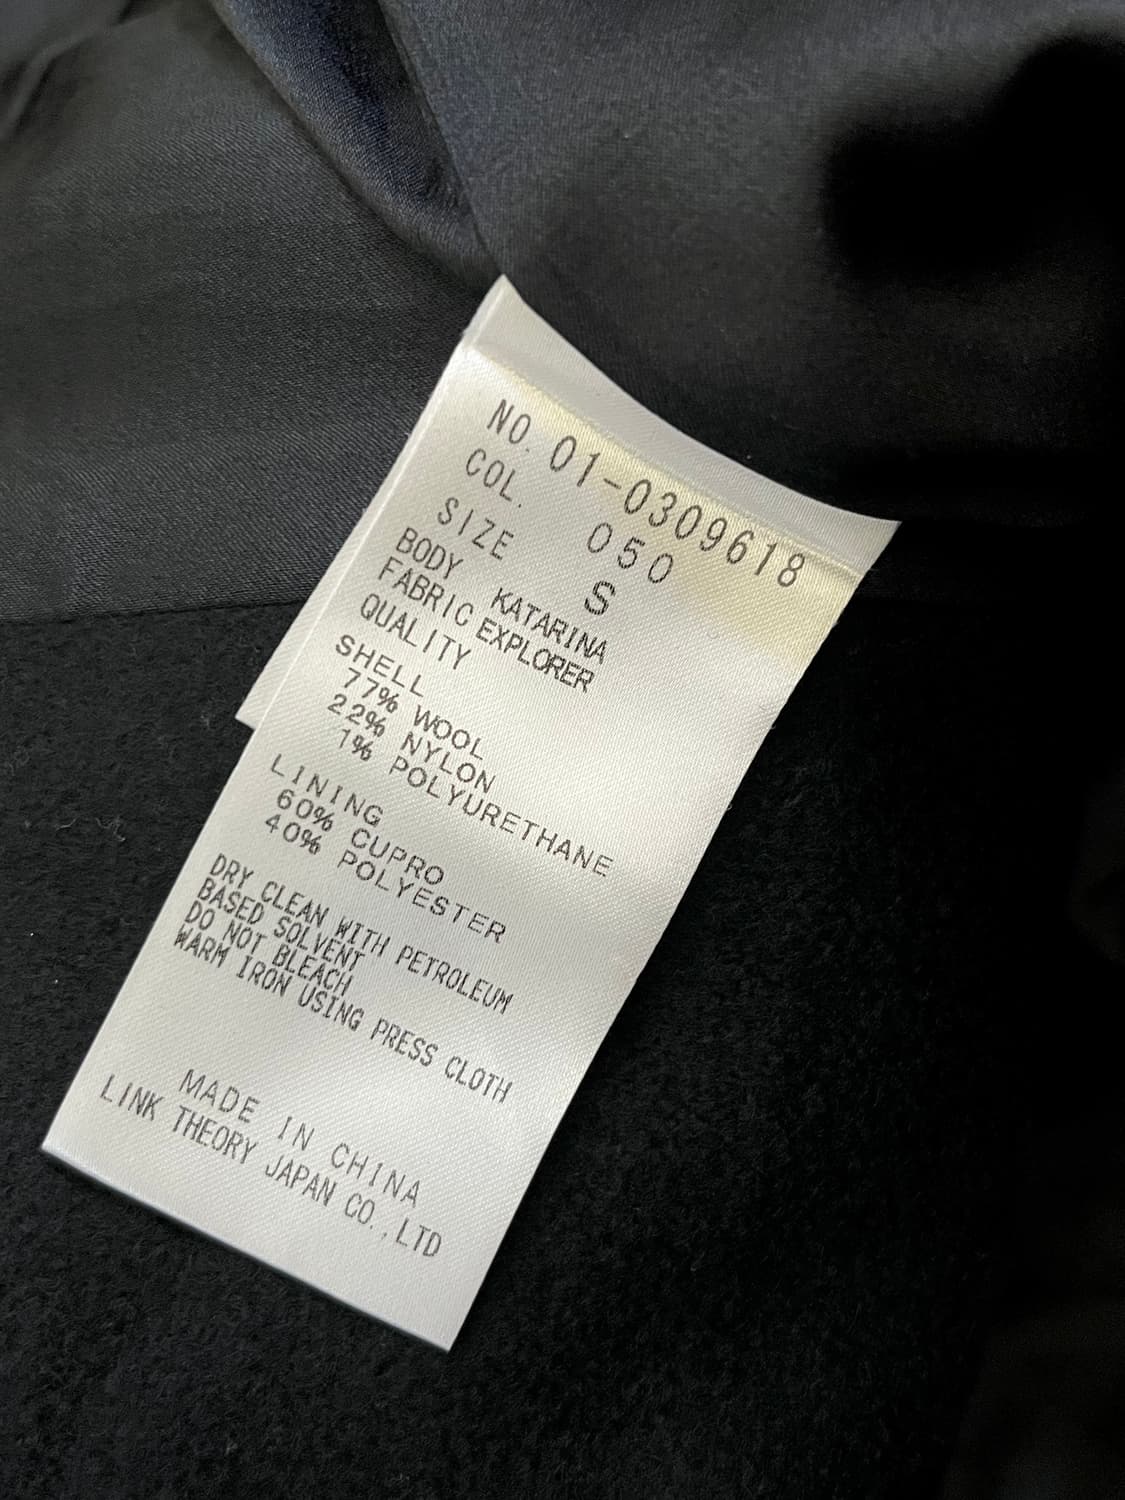 NO. 01-0309618
COL. 050
SIZE S
BODY KATARINA
FABRIC EXPLORER
QUALITY
SHELL
77% WOOL
22% NYLON
1% POLYURETHANE
LINING
60% CUPRO
40% POLYESTER
DRY CLEAN WITH PETROLEUM
BASED SOLVENT
DO NOT BLEACH
WARM IRON USING PRESS CLOTH
MADE IN CHINA
LINK THEORY JAPAN CO.,LTD